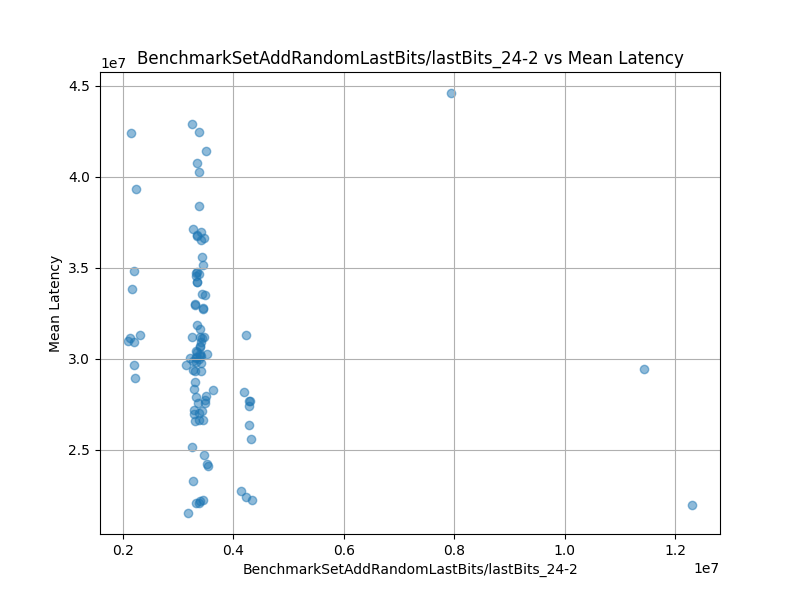 BenchmarkSetAddRandomLastBits/lastBits_24-2 vs Mean Latency
1e7
4.5
4.0
3.5
3.0
2.5
Mean Latency
0.2 0.4 0.6 0.8 1.0 1.2
1e7
BenchmarkSetAddRandomLastBits/lastBits_24-2